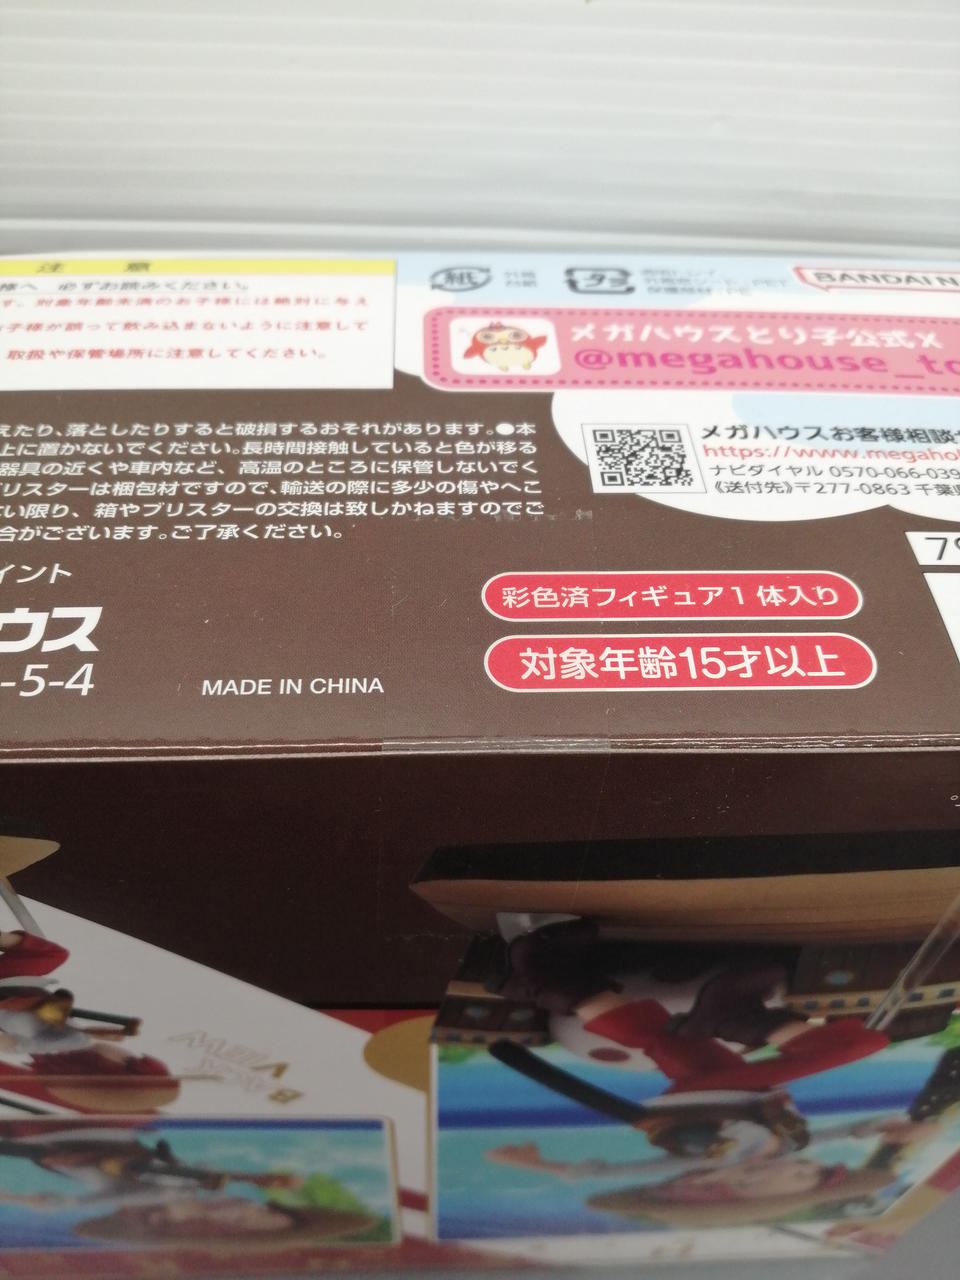 注 意
様へ 必ずお読みください。
す。対象年齢未満のお子様には絶対に与え
お子様が誤って飲み込まないように注意して
取扱や保管場所に注意してください。
紙
外箱
台紙
プラ
BANDAI N
メガハウスとり子公式X
@megahouse_to
えたり、落としたりすると破損するおそれがあります。●本
上に置かないでください。長時間接触していると色が移る
器具の近くや車内など、高温のところに保管しないでく
ブリスターは梱包材ですので、輸送の際に多少の傷やへこ
ない限り、箱やブリスターの交換は致しかねますのでご
合がございます。ご了承ください。
メガハウスお客様相談
https://www.megaho
ナビダイヤル 0570-066-039
《送付先》〒277-0863 千葉県
79
イント
ウス
-5-4
MADE IN CHINA
彩色済フィギュア1体入り
対象年齢15才以上
BACK
VIEW